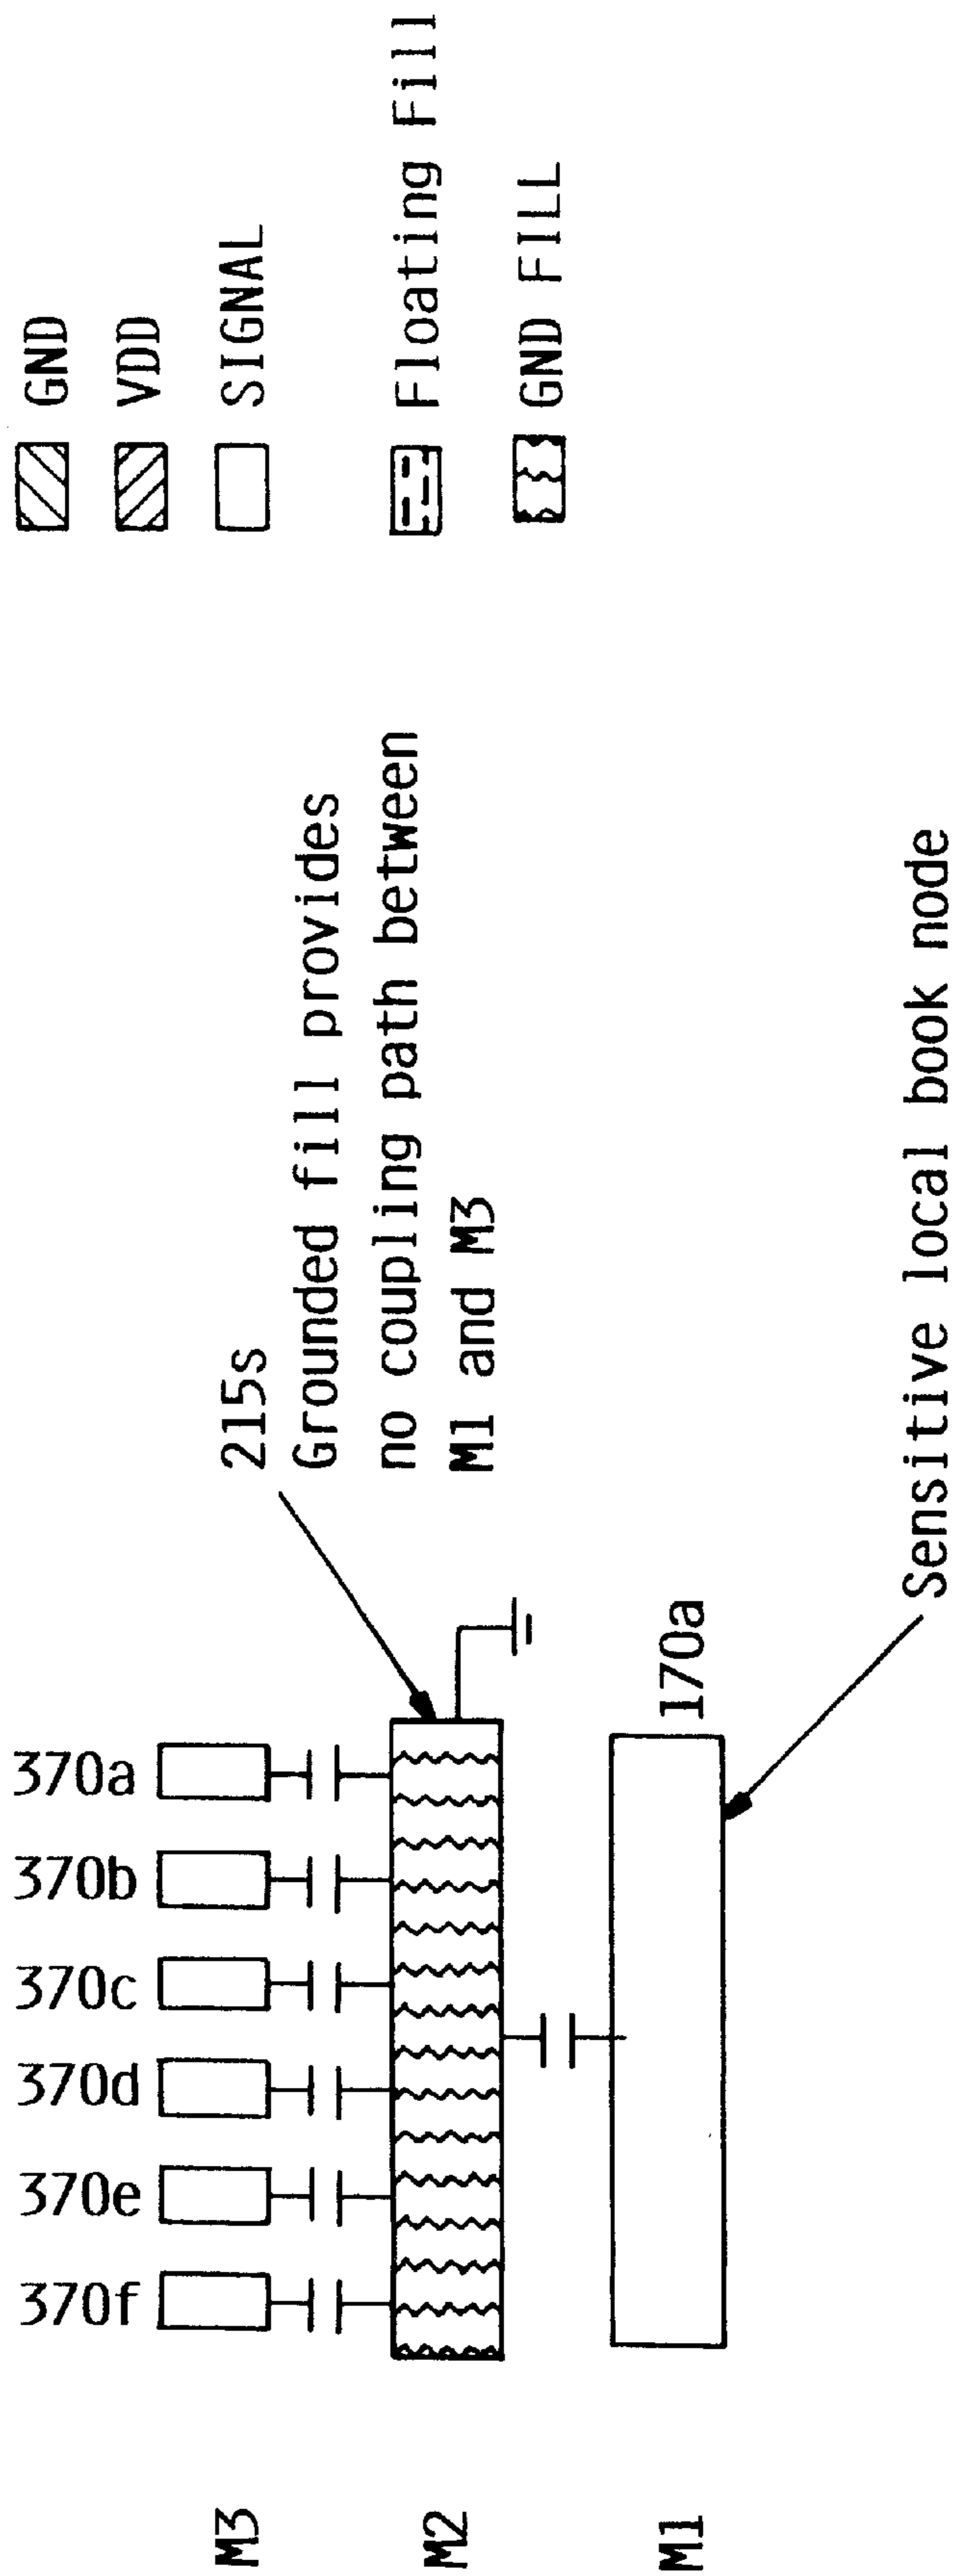 370f 370e 370d 370c 370b 370a
M3
M2
M1
215s
Grounded fill provides
no coupling path between
M1 and M3
170a
Sensitive local book node
GND
VDD
SIGNAL
Floating Fill
GND FILL